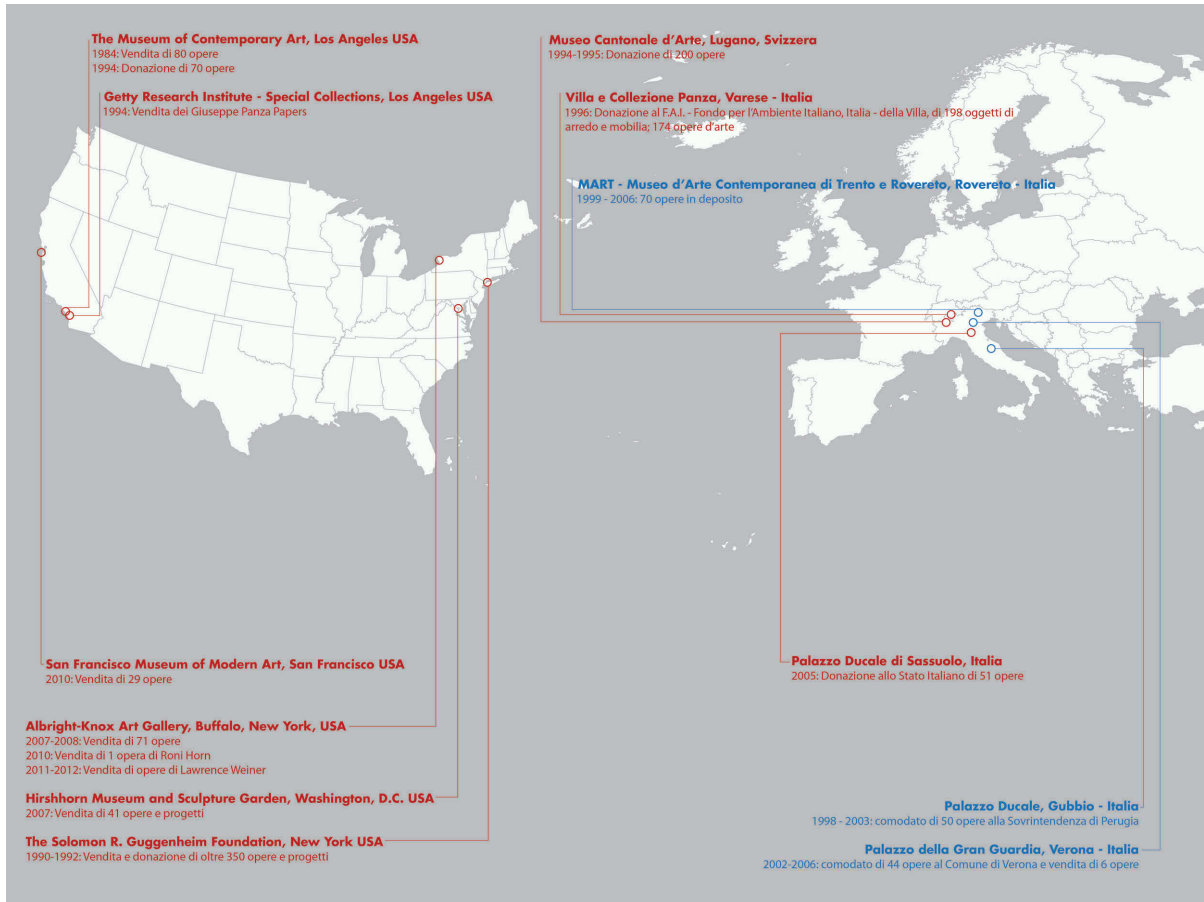 The Museum of Contemporary Art, Los Angeles USA
1984: Vendita di 80 opere
1994: Donazione di 70 opere
Getty Research Institute - Special Collections, Los Angeles USA
1994: Vendita dei Giuseppe Panza Papers
Museo Cantonale d'Arte, Lugano, Svizzera
1994-1995: Donazione di 200 opere
Villa e Collezione Panza, Varese - Italia
1996: Donazione al F.A.I. - Fondo per l'Ambiente Italiano, Italia - della Villa, di 198 oggetti di
arredo e mobilia; 174 opere d'arte
MART - Museo d'Arte Contemporanea di Trento e Rovereto, Rovereto - Italia
1999 - 2006: 70 opere in deposito
San Francisco Museum of Modern Art, San Francisco USA
2010: Vendita di 29 opere
Palazzo Ducale di Sassuolo, Italia
2005: Donazione allo Stato Italiano di 51 opere
Albright-Knox Art Gallery, Buffalo, New York, USA
2007-2008: Vendita di 71 opere
2010: Vendita di 1 opera di Roni Horn
2011-2012: Vendita di opere di Lawrence Weiner
Hirshhorn Museum and Sculpture Garden, Washington, D.C. USA
2007: Vendita di 41 opere e progetti
The Solomon R. Guggenheim Foundation, New York USA
1990-1992: Vendita e donazione di oltre 350 opere e progetti
Palazzo Ducale, Gubbio - Italia
1998 - 2003: comodato di 50 opere alla Sovrintendenza di Perugia
Palazzo della Gran Guardia, Verona - Italia
2002-2006: comodato di 44 opere al Comune di Verona e vendita di 6 opere